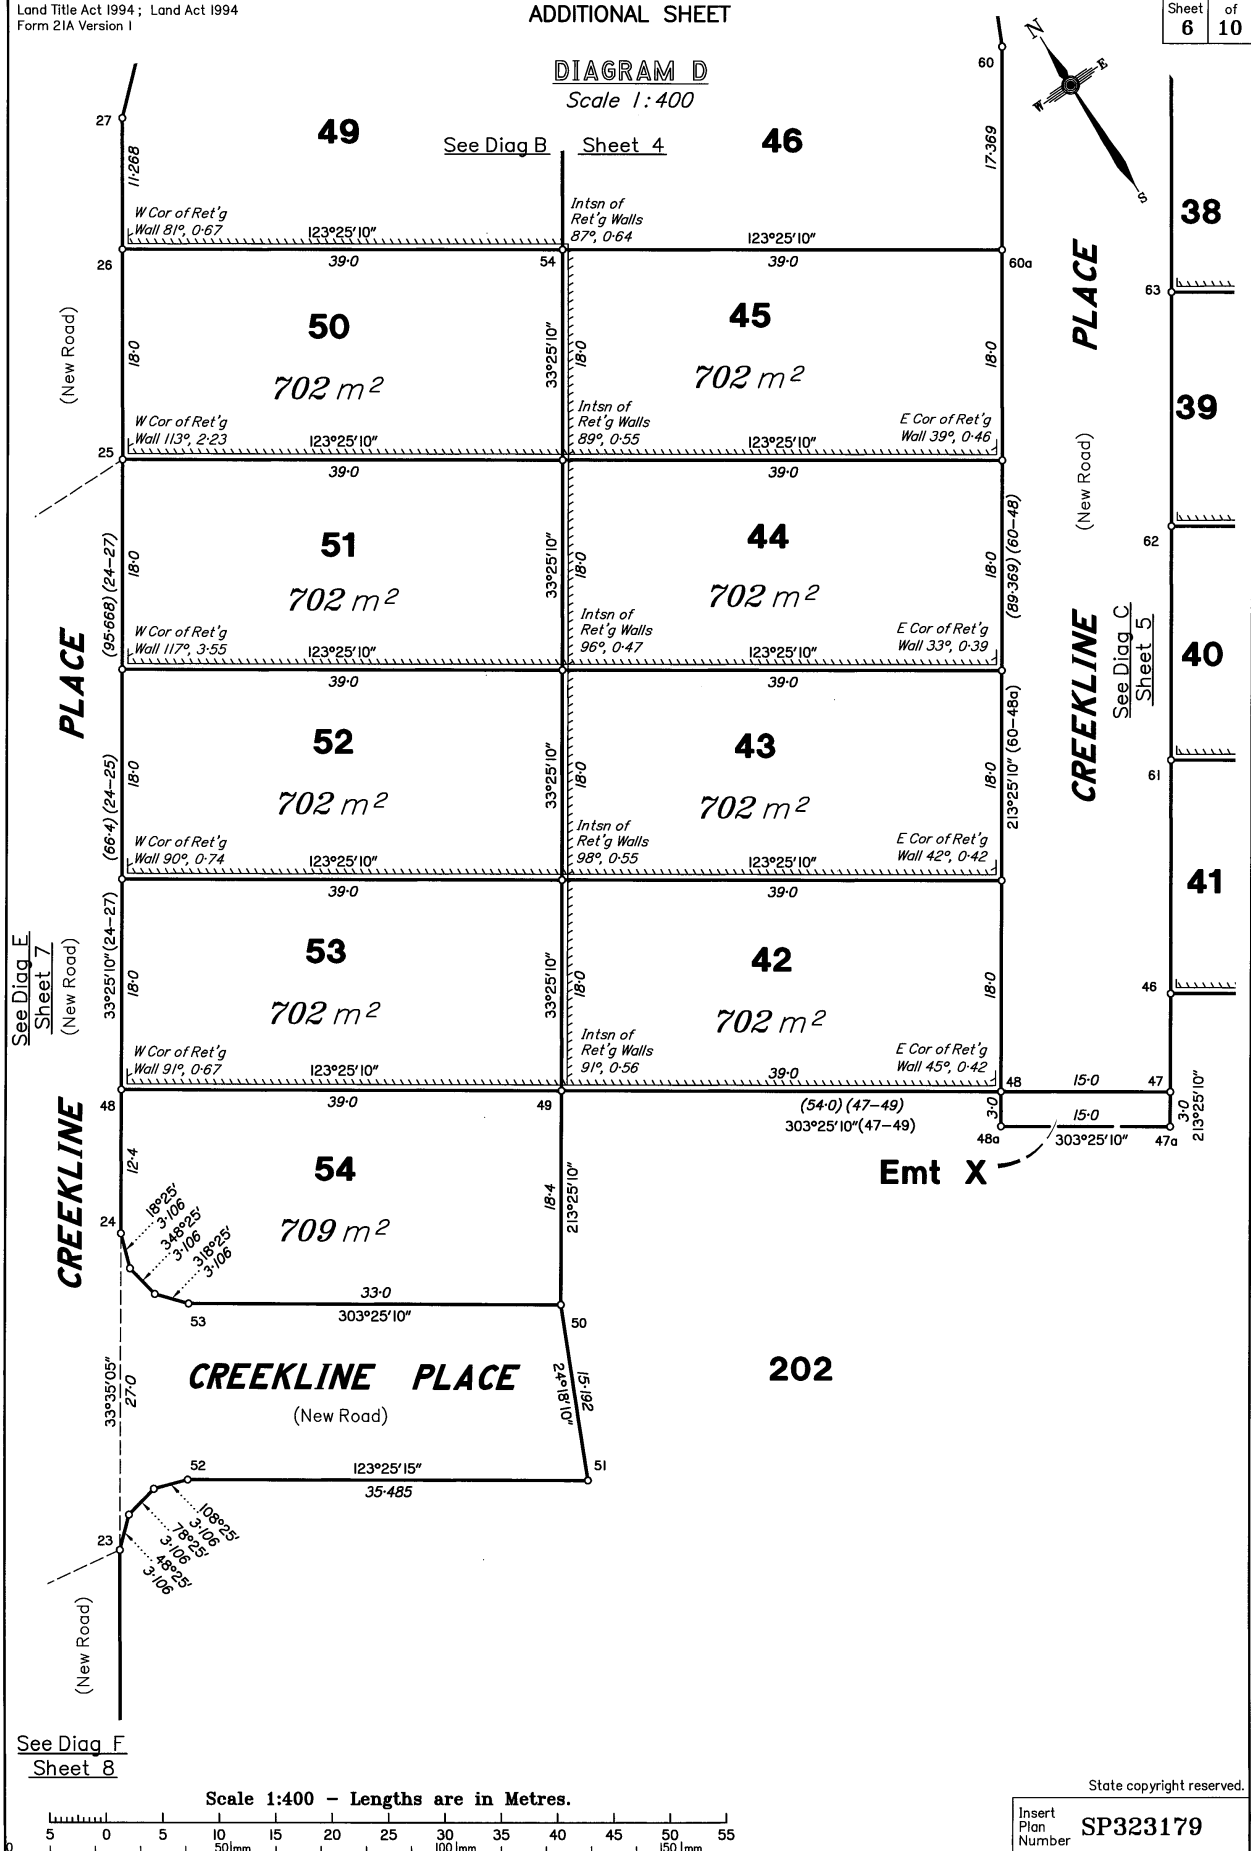 Land Title Act 1994 ; Land Act 1994
Form 21A Version 1
ADDITIONAL SHEET
Sheet of
6 10
DIAGRAM D
Scale 1:400
See Diag B Sheet 4
N
E
W
S
27
11·268
49
46
60
17·369
38
W Cor of Ret'g
Wall 81°, 0·67
123°25'10"
Intsn of
Ret'g Walls
87°, 0·64
123°25'10"
26
39·0
54
39·0
60a
63
PLACE
(New Road)
18·0
50
702 m²
33°25'10"
18·0
45
702 m²
18·0
39
W Cor of Ret'g
Wall 113°, 2·23
123°25'10"
Intsn of
Ret'g Walls
89°, 0·55
123°25'10"
E Cor of Ret'g
Wall 39°, 0·46
25
39·0
39·0
(New Road)
62
(95·668) (24–27)
18·0
51
702 m²
33°25'10"
18·0
44
702 m²
18·0
(89·369) (60–48)
W Cor of Ret'g
Wall 117°, 3·55
123°25'10"
Intsn of
Ret'g Walls
96°, 0·47
123°25'10"
E Cor of Ret'g
Wall 33°, 0·39
CREEKLINE
See Diag C
Sheet 5
40
PLACE
39·0
39·0
(66·4) (24–25)
18·0
52
702 m²
33°25'10"
18·0
43
702 m²
18·0
213°25'10" (60–48a)
61
W Cor of Ret'g
Wall 90°, 0·74
123°25'10"
Intsn of
Ret'g Walls
98°, 0·55
123°25'10"
E Cor of Ret'g
Wall 42°, 0·42
41
39·0
39·0
See Diag E
Sheet 7
(New Road)
33°25'10"(24–27)
18·0
53
702 m²
33°25'10"
18·0
42
702 m²
18·0
46
W Cor of Ret'g
Wall 91°, 0·67
123°25'10"
Intsn of
Ret'g Walls
91°, 0·56
39·0
E Cor of Ret'g
Wall 45°, 0·42
48
15·0
47
48
39·0
49
(54·0) (47–49)
303°25'10"(47–49)
3·0
15·0
3·0
213°25'10"
48a
303°25'10"
47a
Emt X
CREEKLINE
12·4
54
709 m²
18·4
213°25'10"
24
18°25'
3·106
348°25'
3·106
318°25'
3·106
33·0
303°25'10"
53
50
33°35'05"
27·0
CREEKLINE PLACE
(New Road)
24°18'10"
15·192
202
52
123°25'15"
35·485
51
23
108°25'
3·106
78°25'
3·106
48°25'
3·106
(New Road)
See Diag F
Sheet 8
Scale 1:400 – Lengths are in Metres.
5 0 5 10 15 20 25 30 35 40 45 50 55
0 50mm 100mm 150mm
State copyright reserved.
Insert
Plan
Number
SP323179